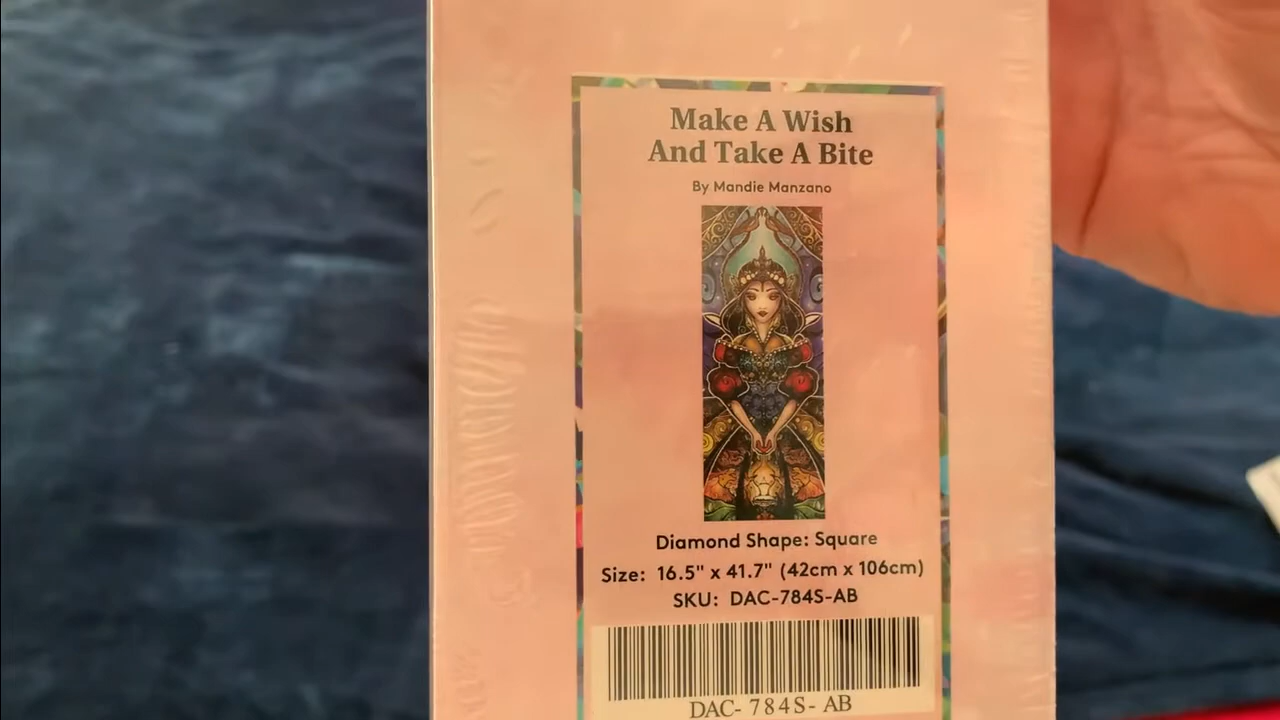 Make A Wish
And Take A Bite
By Mandie Manzano
Diamond Shape: Square
Size: 16.5" x 41.7" (42cm x 106cm)
SKU: DAC-784S-AB
DAC- 784S- AB